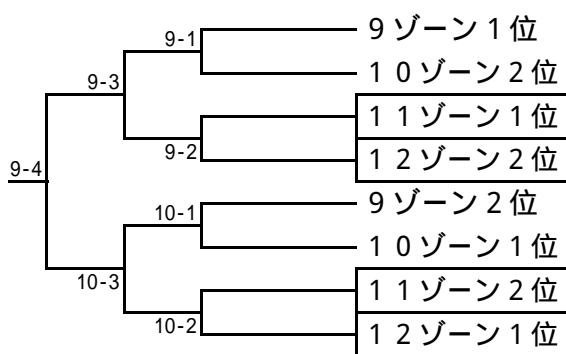 9-1
９ゾーン１位
１０ゾーン２位
9-3
１１ゾーン１位
9-2
１２ゾーン２位
9-4
10-1
９ゾーン２位
１０ゾーン１位
10-3
１１ゾーン２位
10-2
１２ゾーン１位